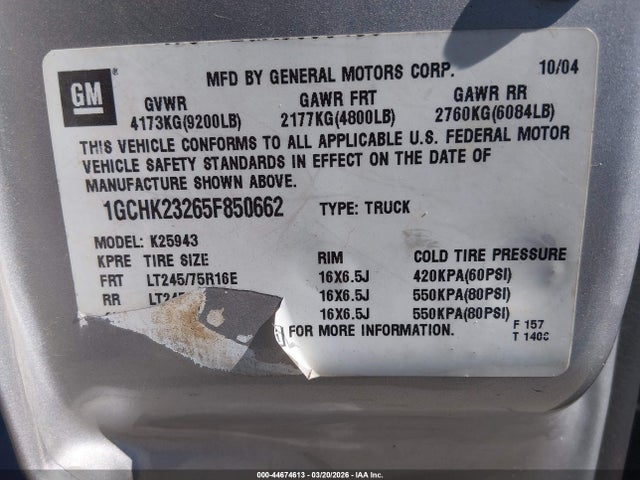 GM
MFD BY GENERAL MOTORS CORP. 10/04
GVWR GAWR FRT GAWR RR
4173KG(9200LB) 2177KG(4800LB) 2760KG(6084LB)
THIS VEHICLE CONFORMS TO ALL APPLICABLE U.S. FEDERAL MOTOR
VEHICLE SAFETY STANDARDS IN EFFECT ON THE DATE OF
MANUFACTURE SHOWN ABOVE.
1GCHK23265F850662 TYPE: TRUCK
MODEL: K25943
KPRE TIRE SIZE RIM COLD TIRE PRESSURE
FRT LT245/75R16E 16X6.5J 420KPA(60PSI)
RR 16X6.5J 550KPA(80PSI)
16X6.5J 550KPA(80PSI)
FOR MORE INFORMATION.
F 157
T 1406
000-44674613 - 03/20/2026 - IAA Inc.